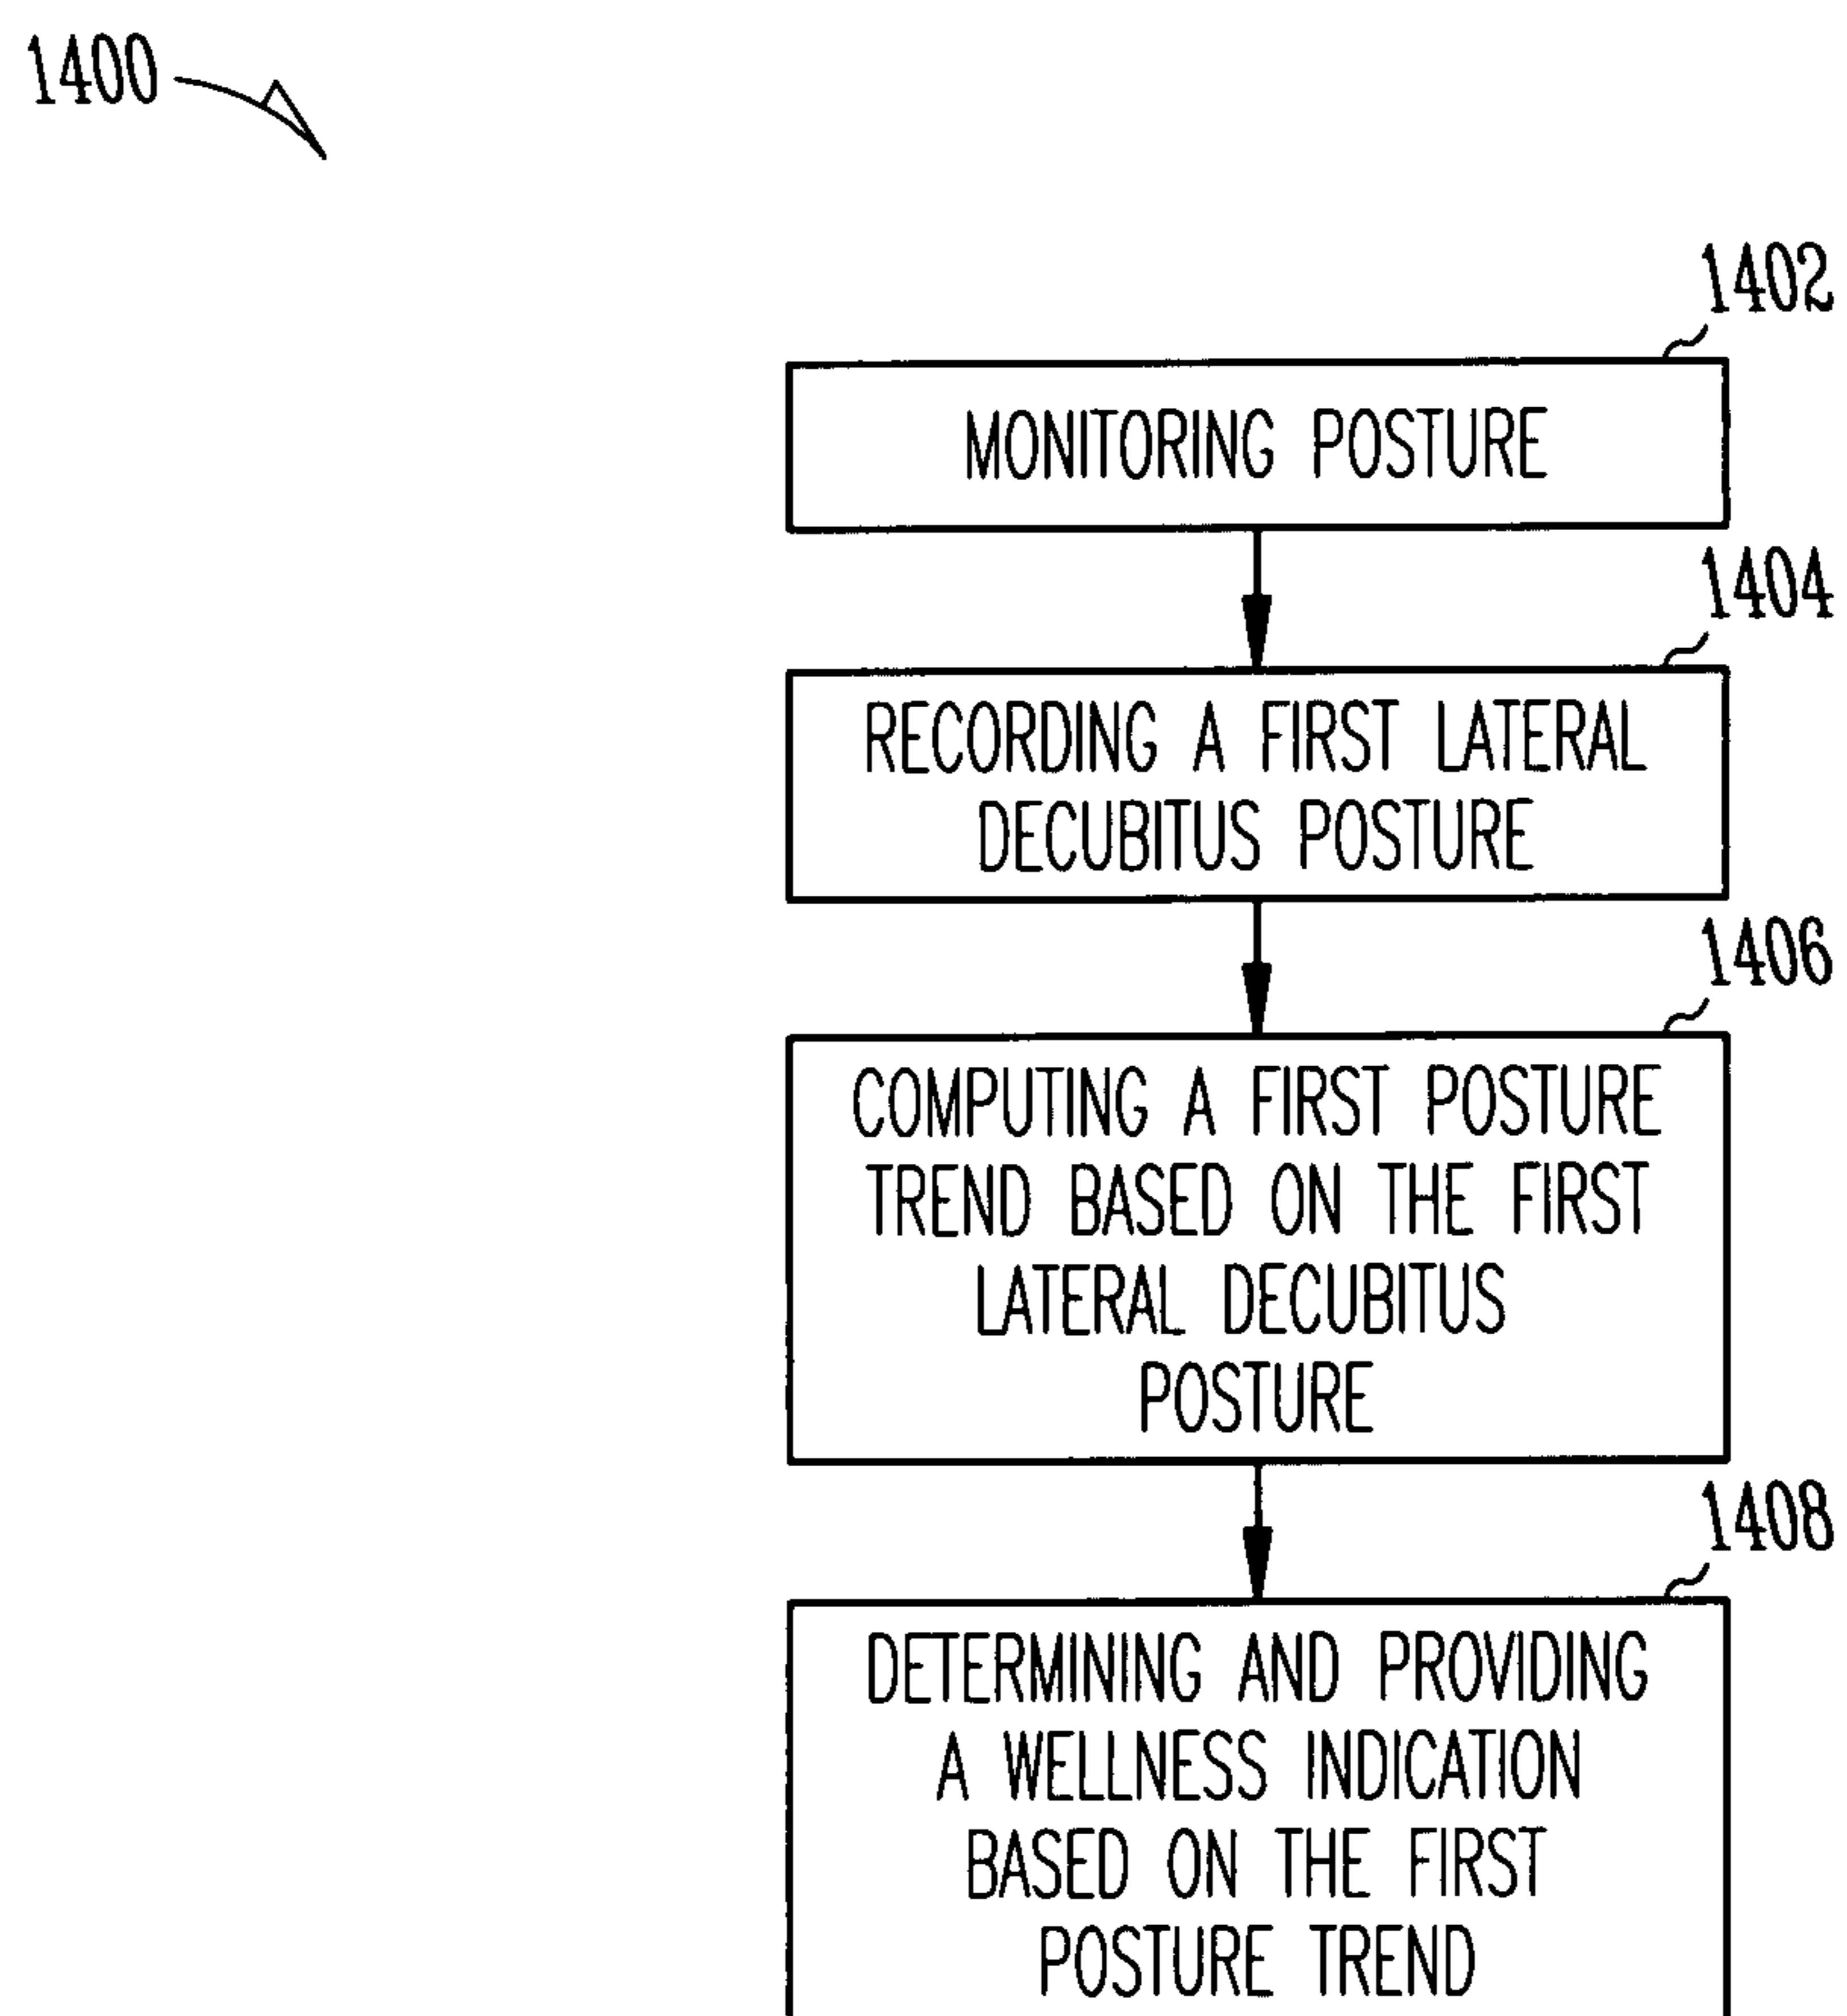 1400
1402
MONITORING POSTURE
1404
RECORDING A FIRST LATERAL
DECUBITUS POSTURE
1406
COMPUTING A FIRST POSTURE
TREND BASED ON THE FIRST
LATERAL DECUBITUS
POSTURE
1408
DETERMINING AND PROVIDING
A WELLNESS INDICATION
BASED ON THE FIRST
POSTURE TREND